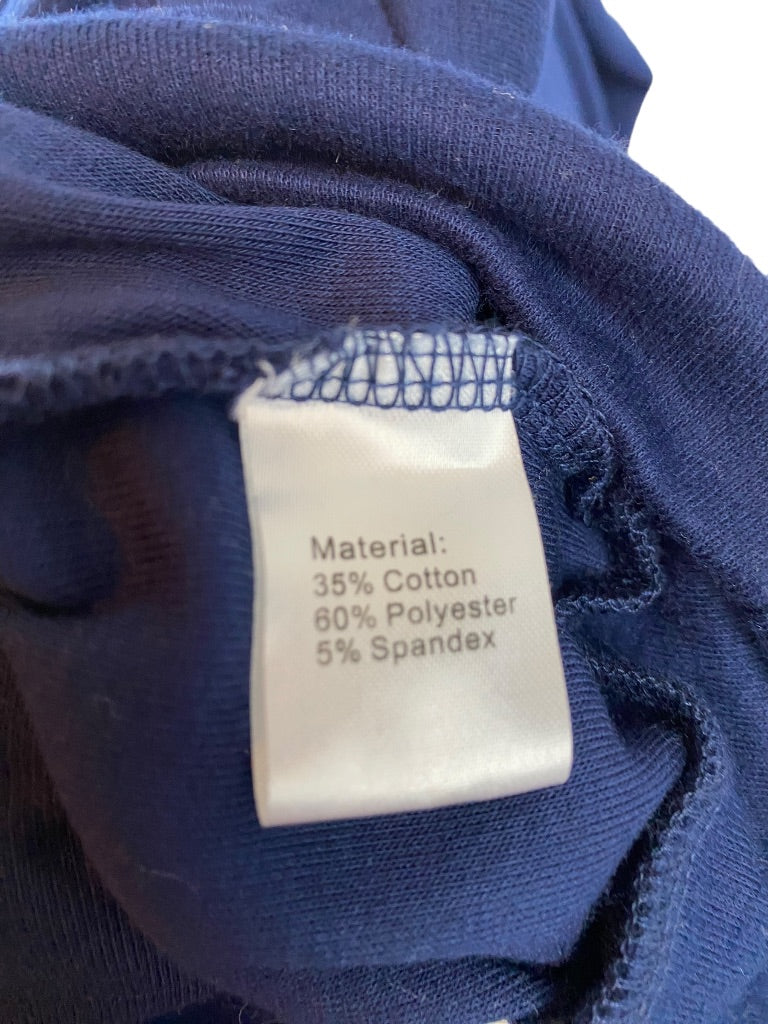 Material:
35% Cotton
60% Polyester
5% Spandex